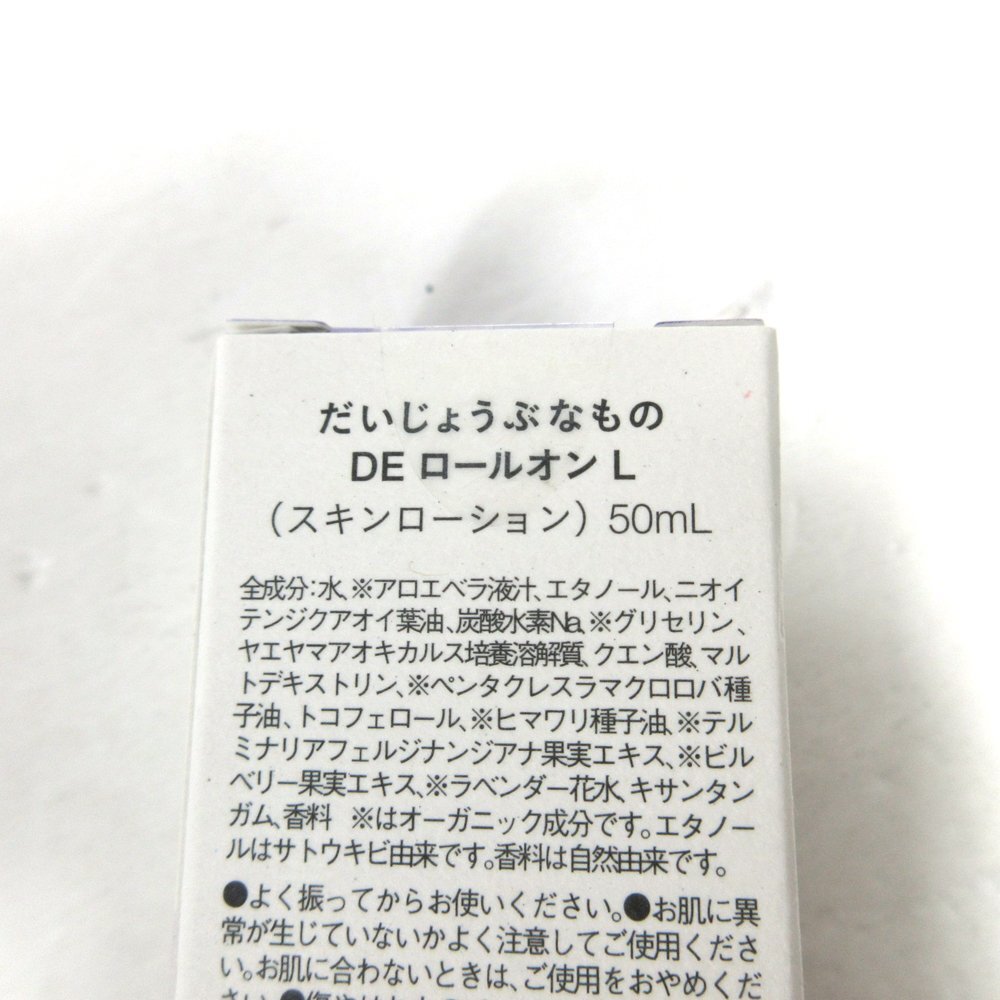 だいじょうぶなもの
DE ロールオン L
（スキンローション）50mL
全成分：水、※アロエベラ液汁、エタノール、ニオイ
テンジクアオイ葉油、炭酸水素Na、※グリセリン、
ヤエヤマアオキカルス培養溶解質、クエン酸、マル
トデキストリン、※ペンタクレスラマクロロバ種
子油、トコフェロール、※ヒマワリ種子油、※テル
ミナリアフェルジナンジアナ果実エキス、※ビル
ベリー果実エキス、※ラベンダー花水、キサンタン
ガム、香料　※はオーガニック成分です。エタノー
ルはサトウキビ由来です。香料は自然由来です。
●よく振ってからお使いください。●お肌に異
常が生じていないかよく注意してご使用くださ
い。お肌に合わないときは、ご使用をおやめくだ
さい。●傷やはれもの